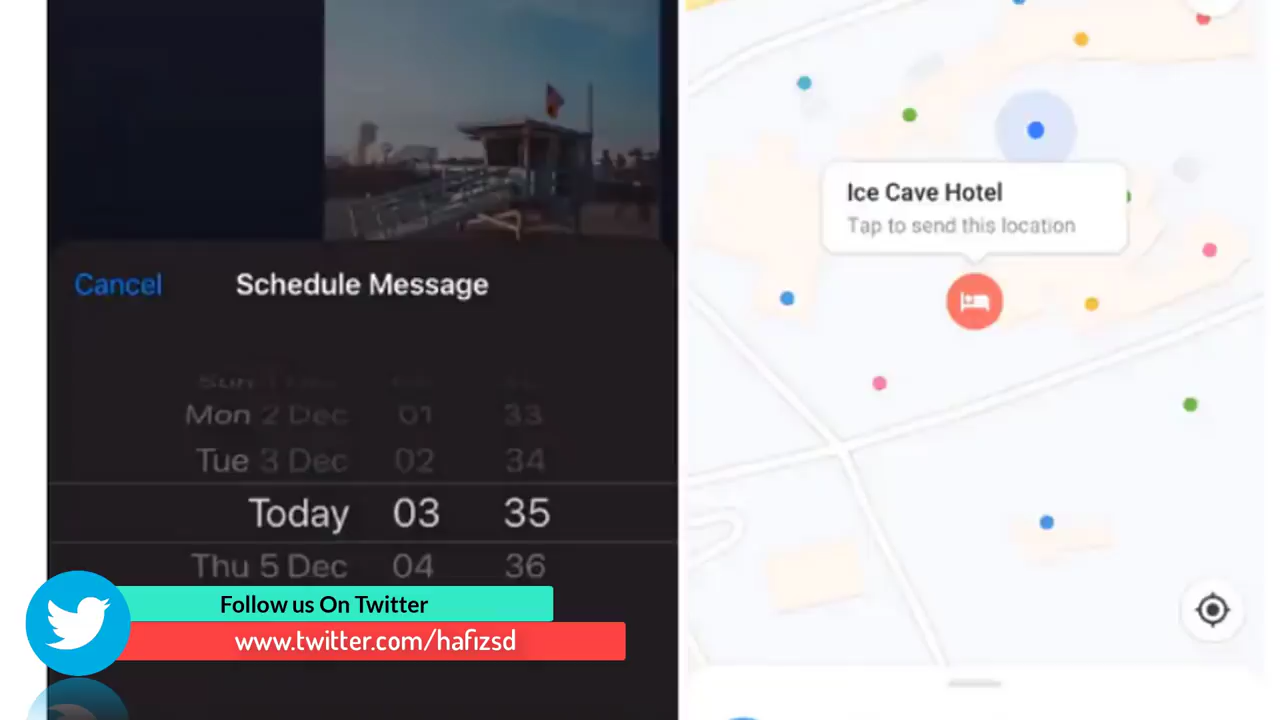 Cancel
Schedule Message
Mon 2 Dec 01 33
Tue 3 Dec 02 34
Today 03 35
Thu 5 Dec 04 36
Follow us On Twitter
www.twitter.com/hafizsd
Ice Cave Hotel
Tap to send this location